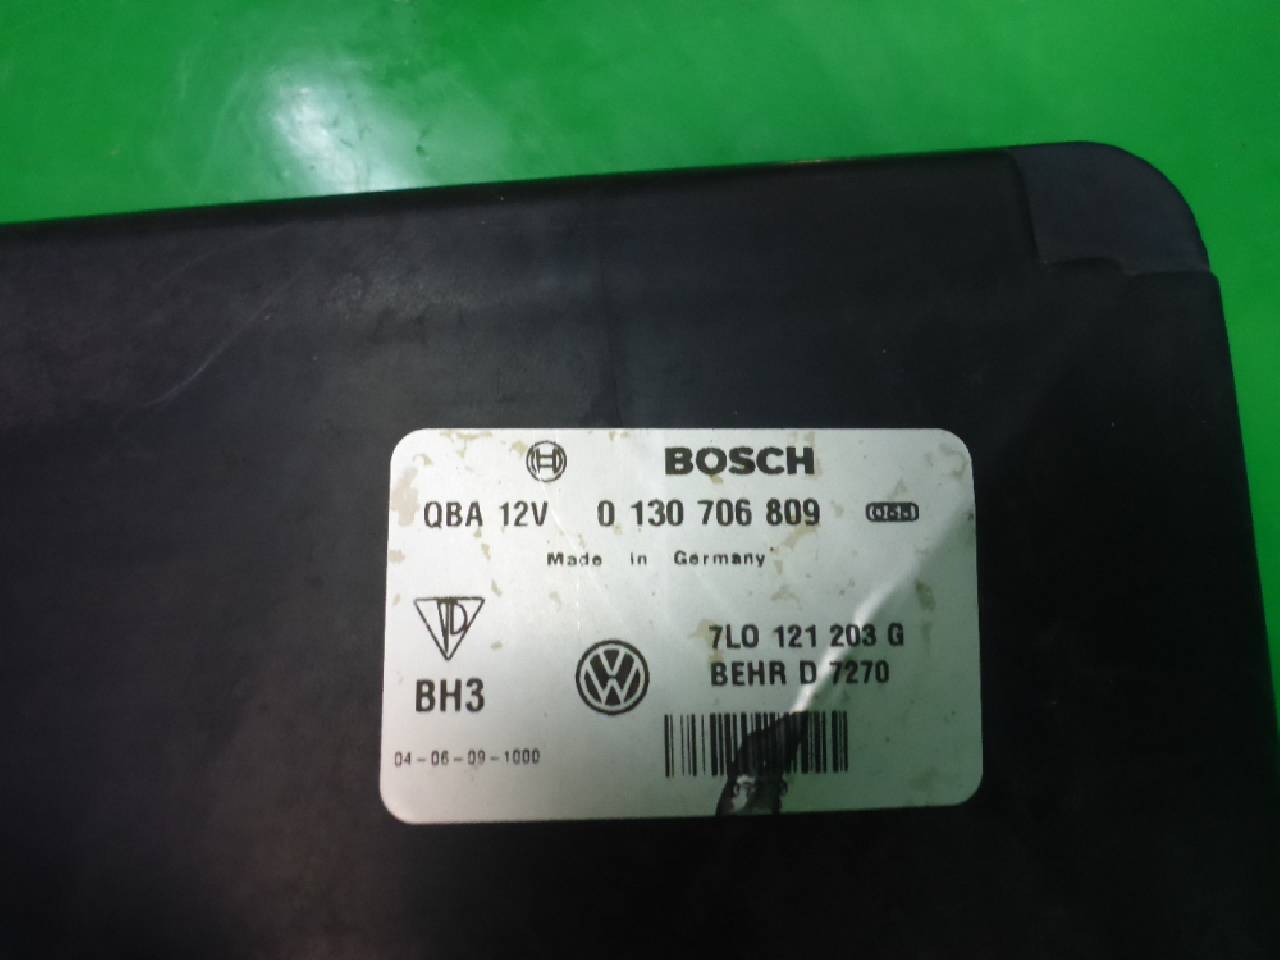 BOSCH
QBA 12V 0 130 706 809
Made in Germany
7L0 121 203 G
BEHR D 7270
BH3
04-06-09-1000